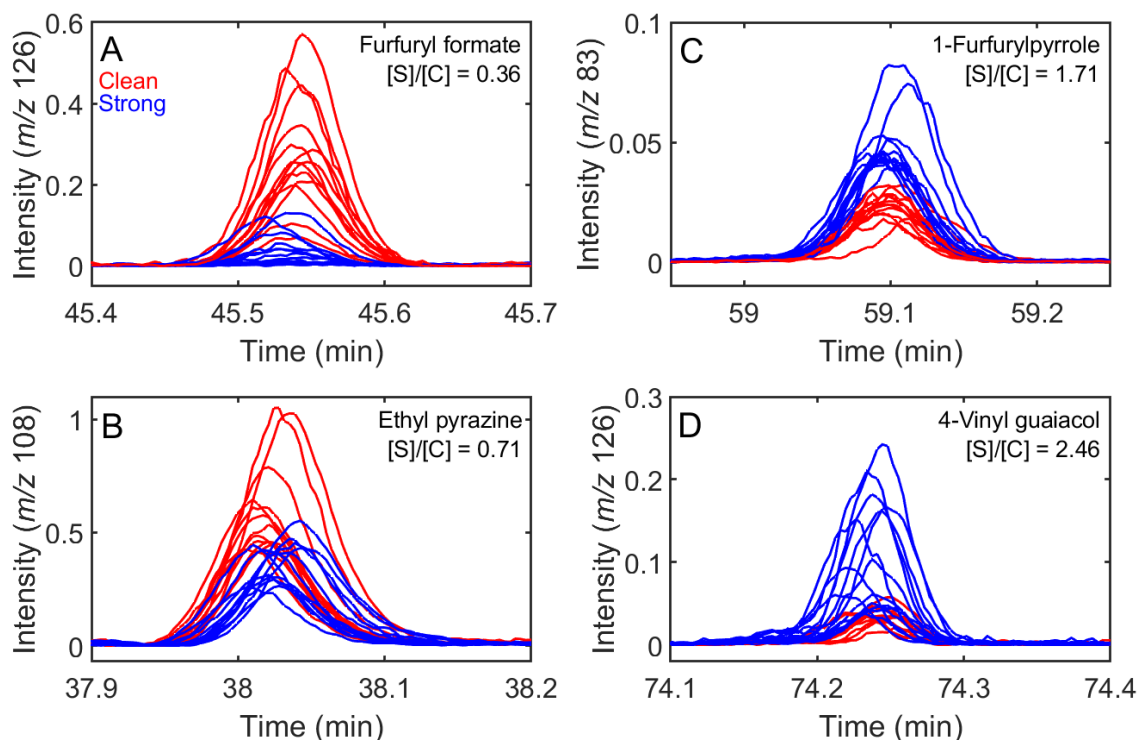 A
Furfuryl formate
[S]/[C] = 0.36
Clean
Strong
Intensity (m/z 126)
0.6
0.4
0.2
0
45.4
45.5
45.6
45.7
Time (min)
C
1-Furfurylpyrrole
[S]/[C] = 1.71
Intensity (m/z 83)
0.1
0.05
0
59
59.1
59.2
Time (min)
B
Ethyl pyrazine
[S]/[C] = 0.71
Intensity (m/z 108)
1
0.5
0
37.9
38
38.1
38.2
Time (min)
D
4-Vinyl guaiacol
[S]/[C] = 2.46
Intensity (m/z 126)
0.3
0.2
0.1
0
74.1
74.2
74.3
74.4
Time (min)